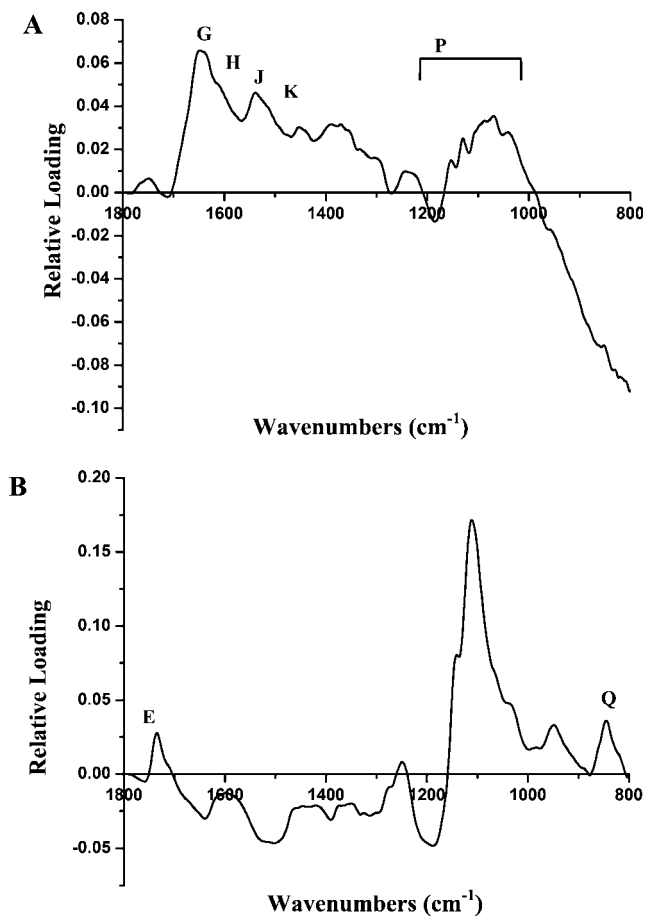 A
G
H
J
K
P
0.08
0.06
0.04
0.02
0.00
-0.02
-0.04
-0.06
-0.08
-0.10
1800 1600 1400 1200 1000 800
Relative Loading
Wavenumbers (cm-1)
B
E
Q
0.20
0.15
0.10
0.05
0.00
-0.05
1800 1600 1400 1200 1000 800
Relative Loading
Wavenumbers (cm-1)